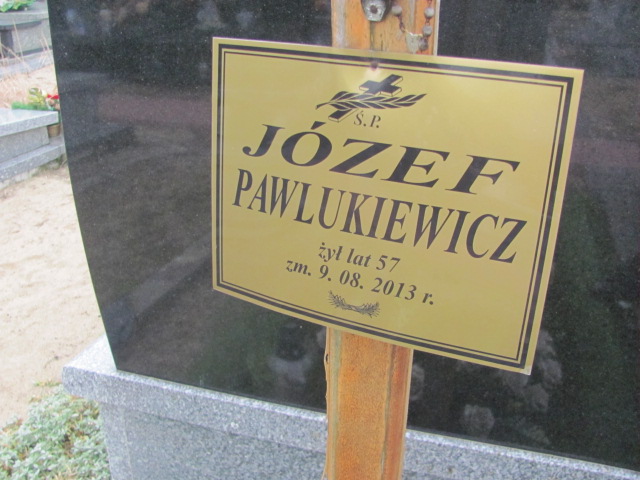 Ś.P.
JÓZEF
PAWLUKIEWICZ
żył lat 57
zm. 9. 08. 2013 r.